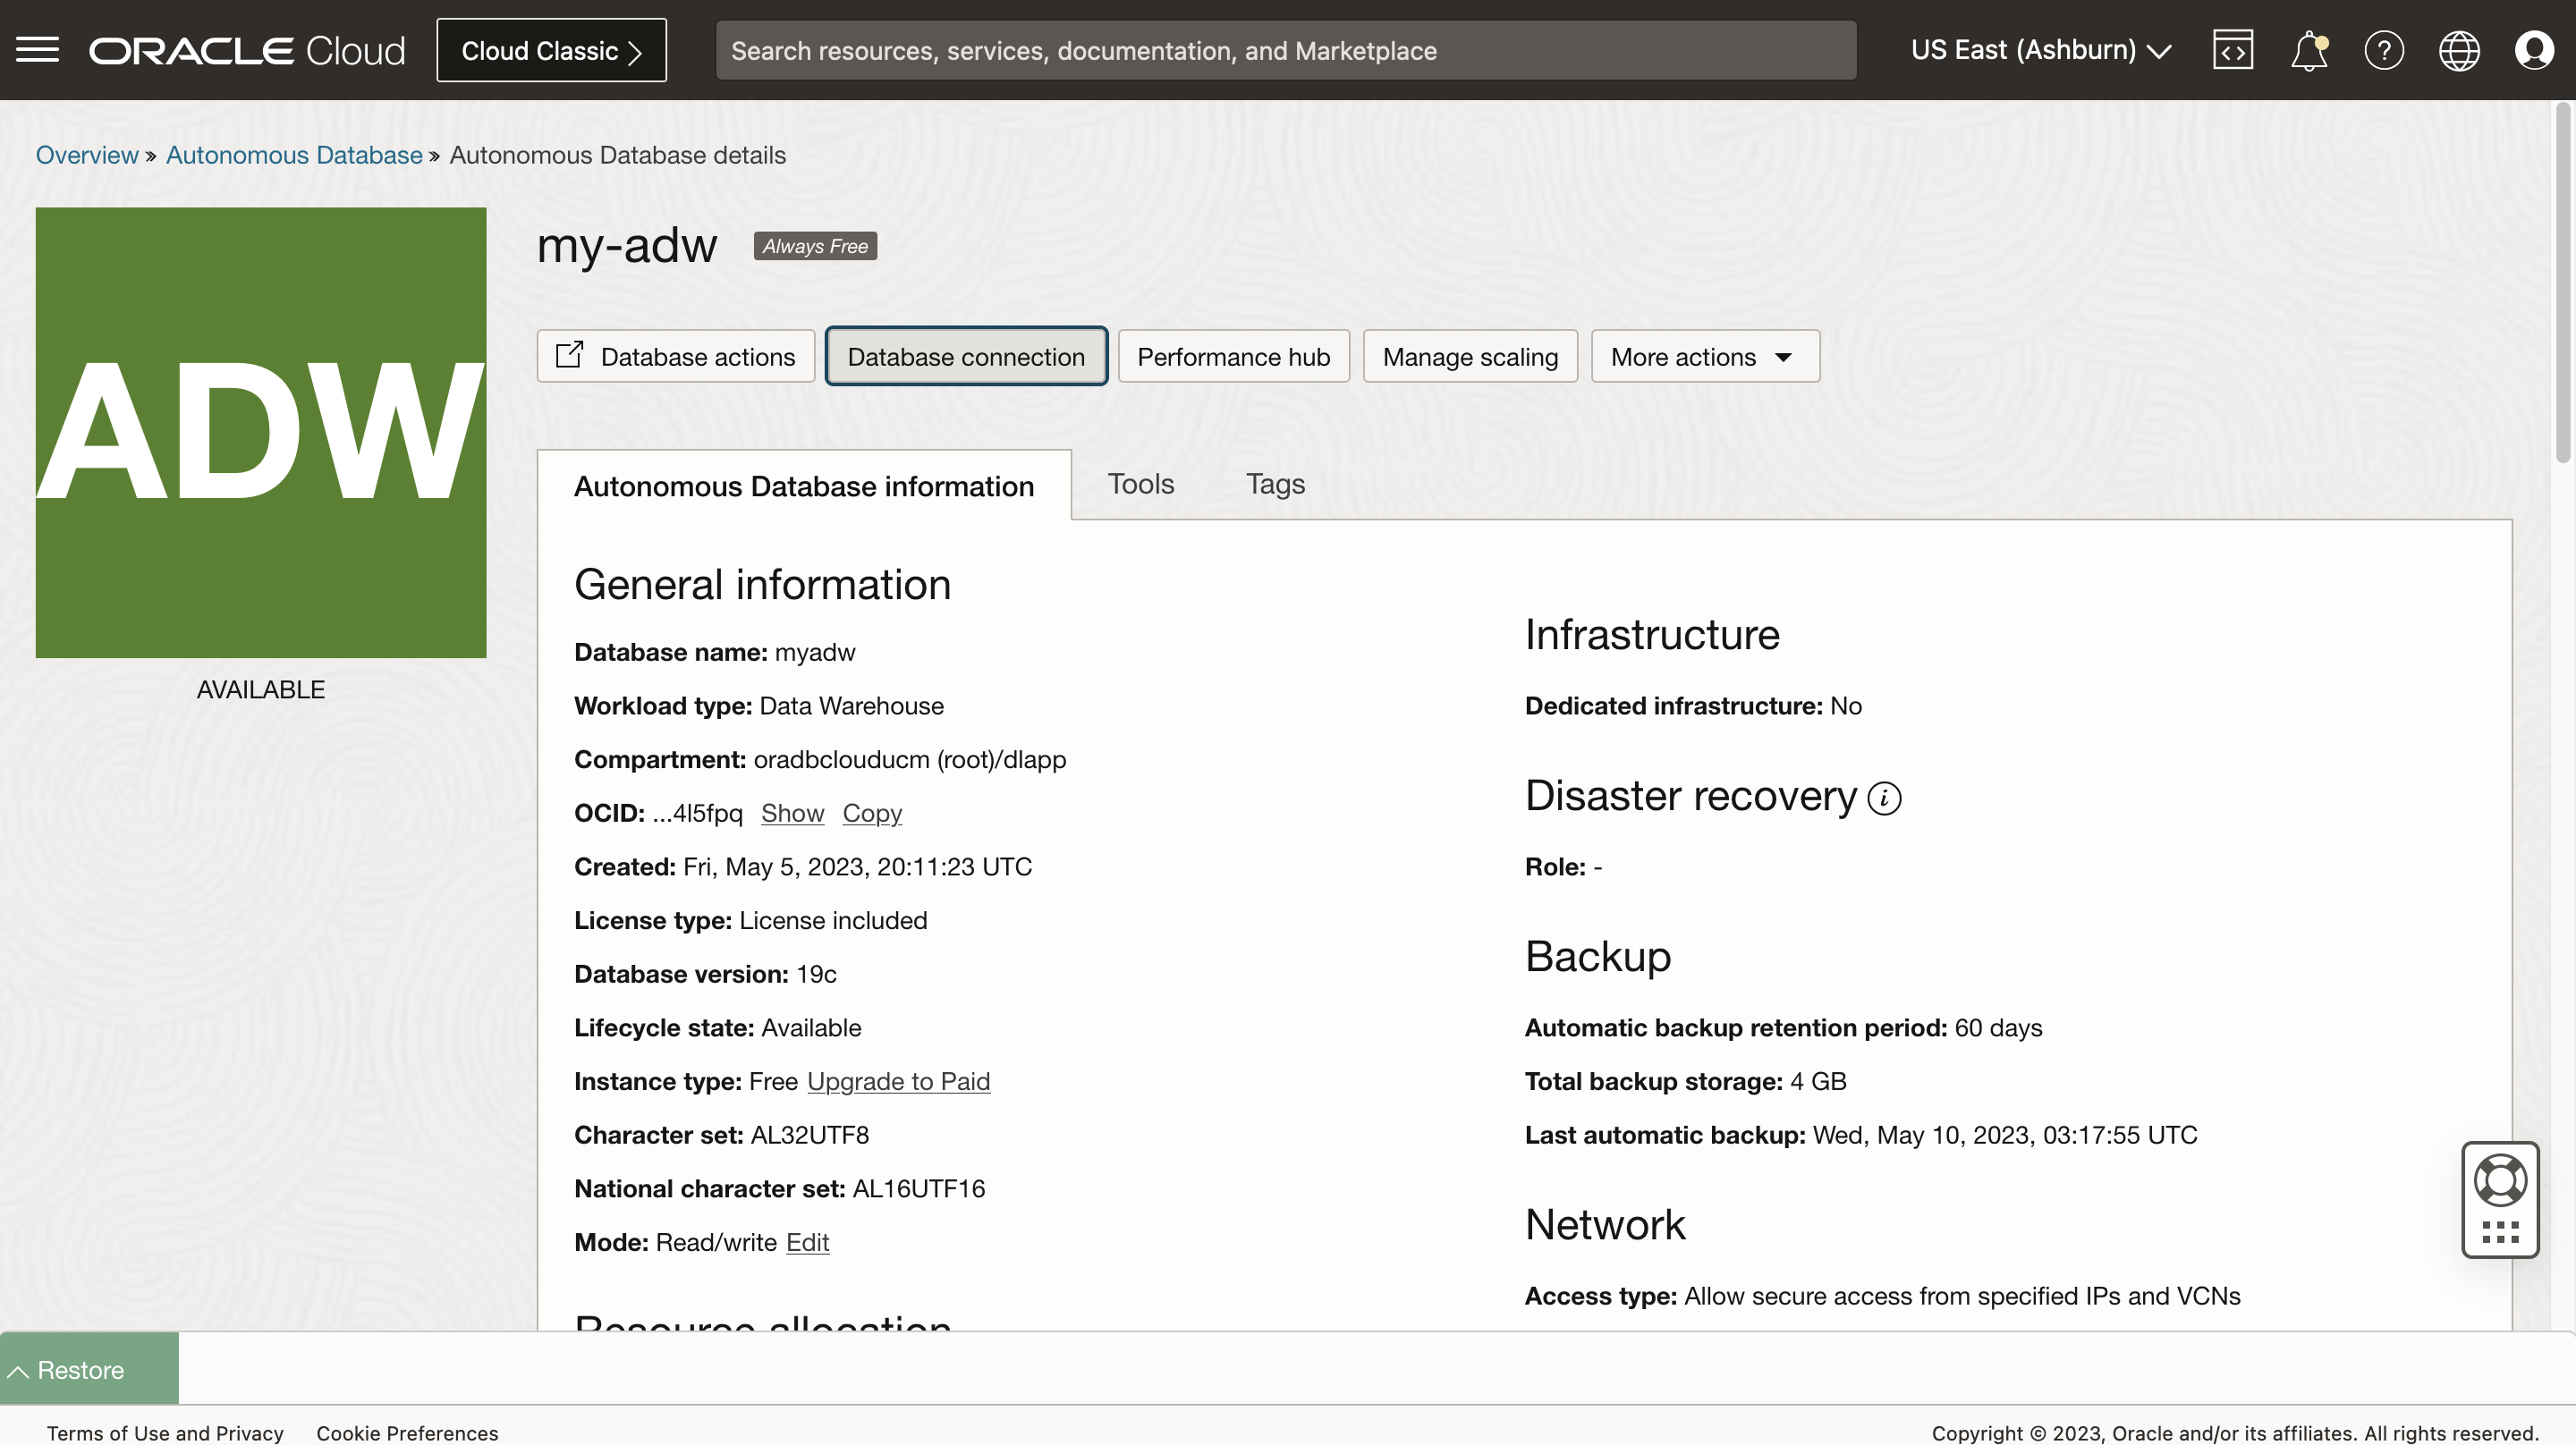 ORACLE Cloud
Cloud Classic
Search resources, services, documentation, and Marketplace
US East (Ashburn)
Overview » Autonomous Database » Autonomous Database details
ADW
AVAILABLE
my-adw
Always Free
Database actions
Database connection
Performance hub
Manage scaling
More actions
Autonomous Database information
Tools
Tags
General information
Database name: myadw
Workload type: Data Warehouse
Compartment: oradbclouducm (root)/dlapp
OCID: ...4l5fpq Show Copy
Created: Fri, May 5, 2023, 20:11:23 UTC
License type: License included
Database version: 19c
Lifecycle state: Available
Instance type: Free Upgrade to Paid
Character set: AL32UTF8
National character set: AL16UTF16
Mode: Read/write Edit
Resource allocation
Infrastructure
Dedicated infrastructure: No
Disaster recovery
Role: -
Backup
Automatic backup retention period: 60 days
Total backup storage: 4 GB
Last automatic backup: Wed, May 10, 2023, 03:17:55 UTC
Network
Access type: Allow secure access from specified IPs and VCNs
Restore
Terms of Use and Privacy
Cookie Preferences
Copyright © 2023, Oracle and/or its affiliates. All rights reserved.